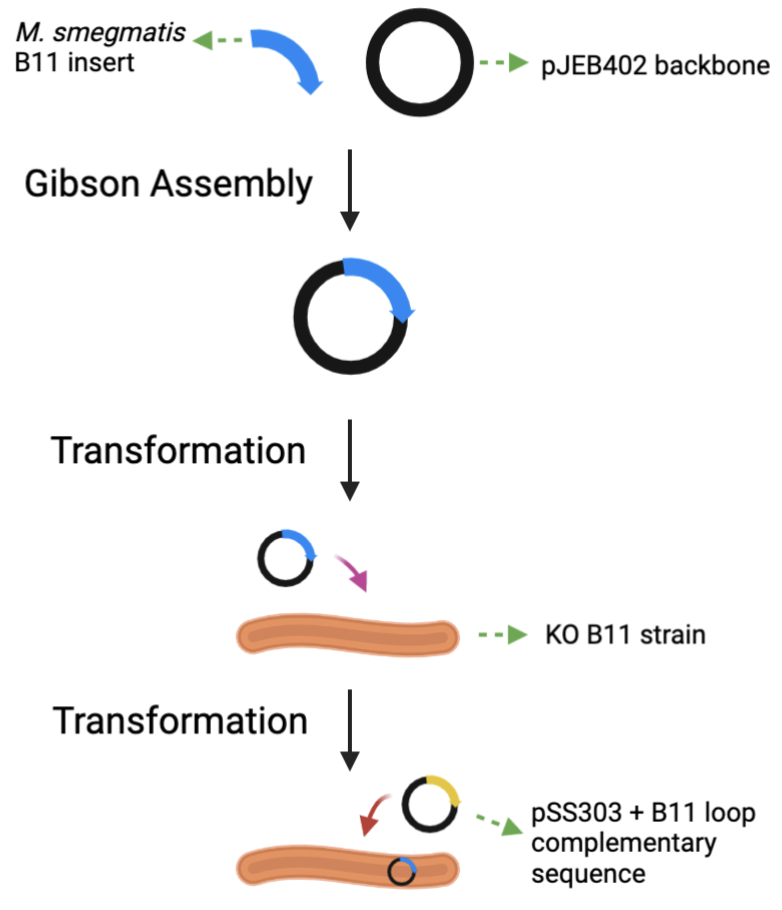 M. smegmatis
B11 insert
pJEB402 backbone
Gibson Assembly
Transformation
KO B11 strain
Transformation
pSS303 + B11 loop
complementary
sequence